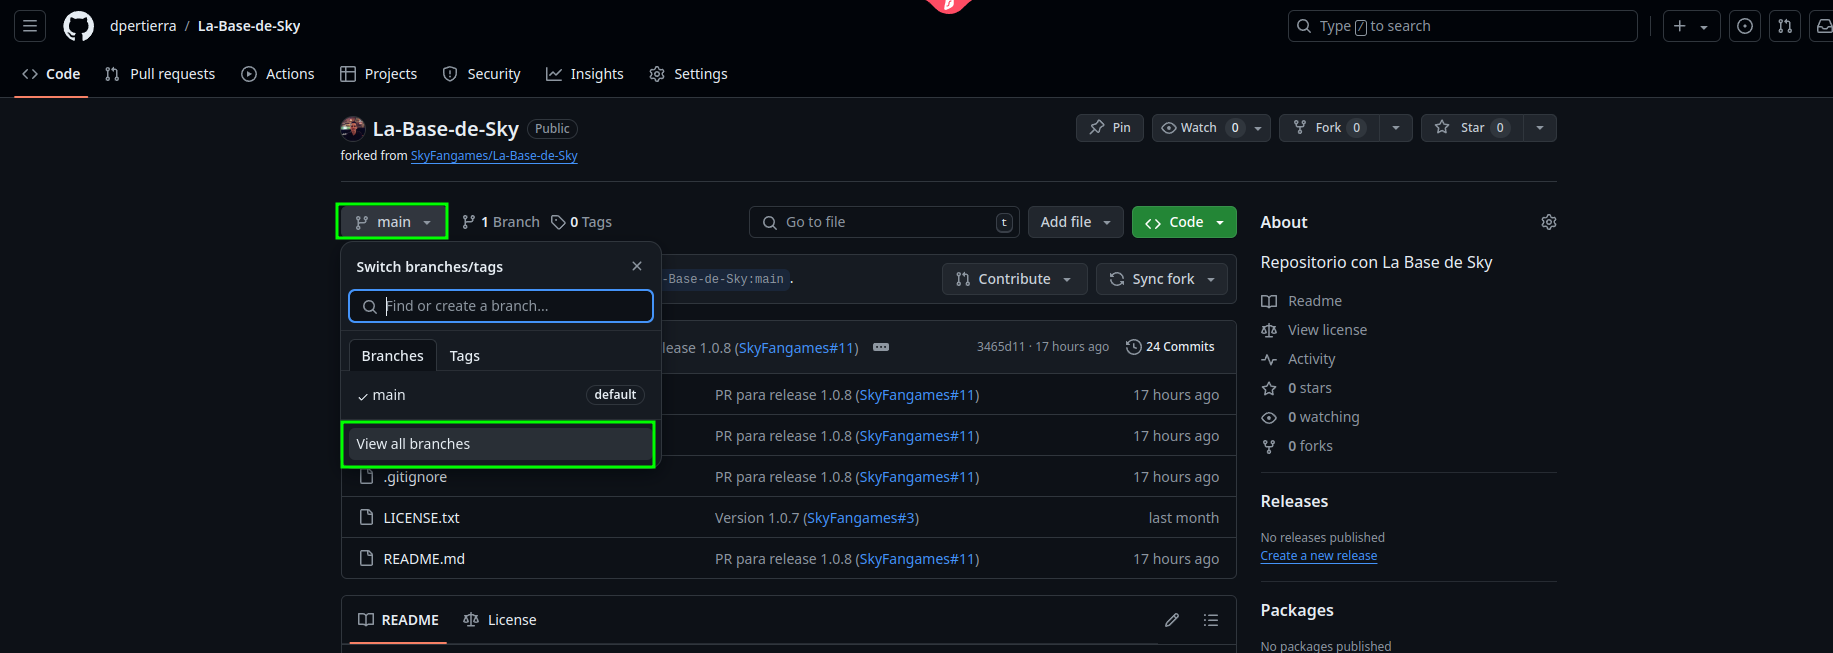 dpertierra / La-Base-de-Sky
Type / to search
Code Pull requests Actions Projects Security Insights Settings
La-Base-de-Sky Public
Pin Watch 0 Fork 0 Star 0
forked from SkyFangames/La-Base-de-Sky
main 1 Branch 0 Tags
Go to file t Add file Code
Switch branches/tags
Find or create a branch...
Branches Tags
main default
View all branches
-Base-de-Sky:main .
Contribute Sync fork
lease 1.0.8 (SkyFangames#11) 3465d11 · 17 hours ago 24 Commits
PR para release 1.0.8 (SkyFangames#11) 17 hours ago
PR para release 1.0.8 (SkyFangames#11) 17 hours ago
.gitignore PR para release 1.0.8 (SkyFangames#11) 17 hours ago
LICENSE.txt Version 1.0.7 (SkyFangames#3) last month
README.md PR para release 1.0.8 (SkyFangames#11) 17 hours ago
README License
About
Repositorio con La Base de Sky
Readme
View license
Activity
0 stars
0 watching
0 forks
Releases
No releases published
Create a new release
Packages
No packages published